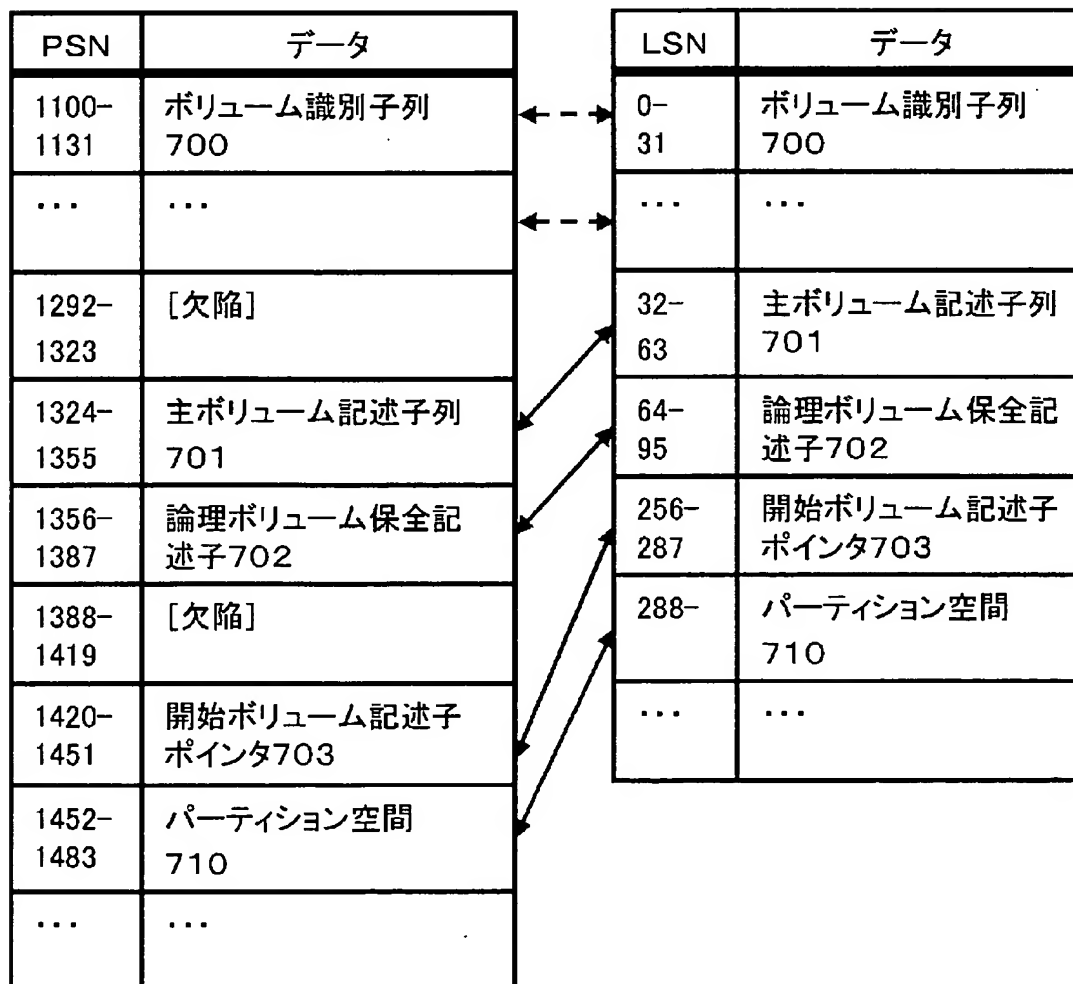 PSN データ
1100-
1131
ボリューム識別子列
700
... ...
1292-
1323
[欠陥]
1324-
1355
主ボリューム記述子列
701
1356-
1387
論理ボリューム保全記
述子702
1388-
1419
[欠陥]
1420-
1451
開始ボリューム記述子
ポインタ703
1452-
1483
パーティション空間
710
... ...
LSN データ
0-
31
ボリューム識別子列
700
... ...
32-
63
主ボリューム記述子列
701
64-
95
論理ボリューム保全記
述子702
256-
287
開始ボリューム記述子
ポインタ703
288-
パーティション空間
710
... ...